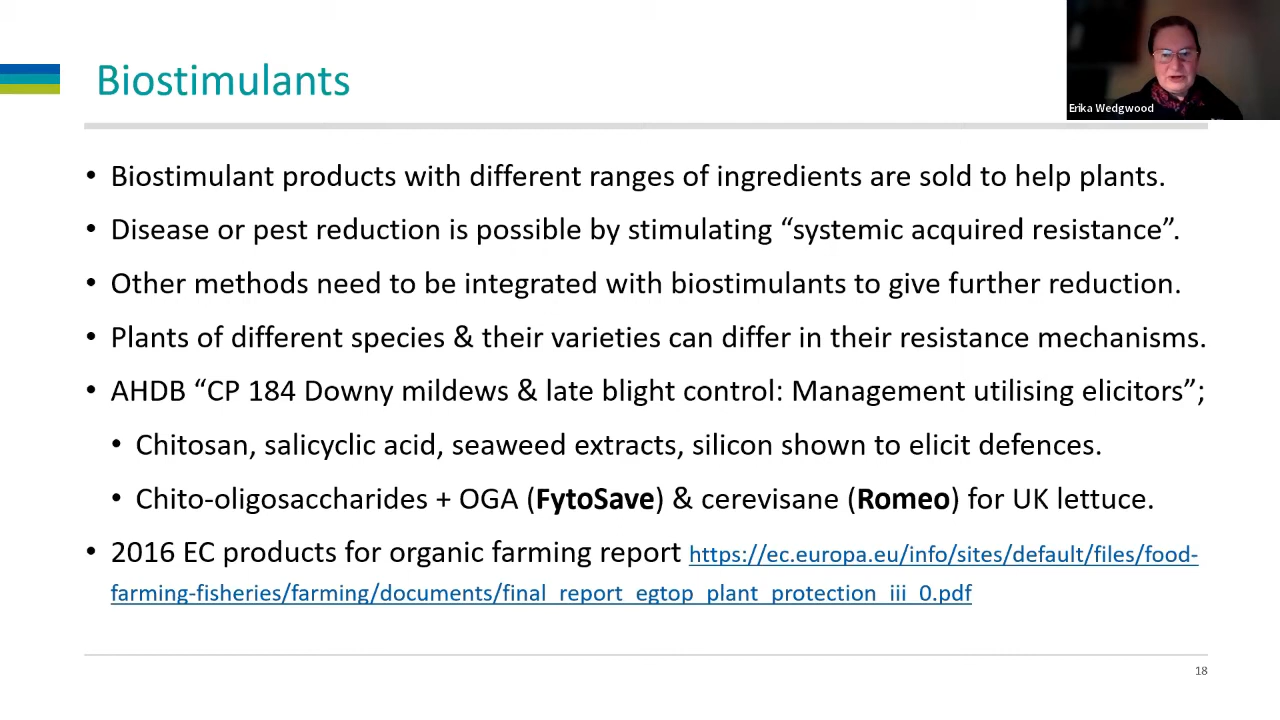 Biostimulants
Erika Wedgwood
• Biostimulant products with different ranges of ingredients are sold to help plants.
• Disease or pest reduction is possible by stimulating “systemic acquired resistance”.
• Other methods need to be integrated with biostimulants to give further reduction.
• Plants of different species & their varieties can differ in their resistance mechanisms.
• AHDB “CP 184 Downy mildews & late blight control: Management utilising elicitors”;
• Chitosan, salicyclic acid, seaweed extracts, silicon shown to elicit defences.
• Chito-oligosaccharides + OGA (FytoSave) & cerevisane (Romeo) for UK lettuce.
• 2016 EC products for organic farming report https://ec.europa.eu/info/sites/default/files/food-
farming-fisheries/farming/documents/final_report_egtop_plant_protection_iii_0.pdf
18